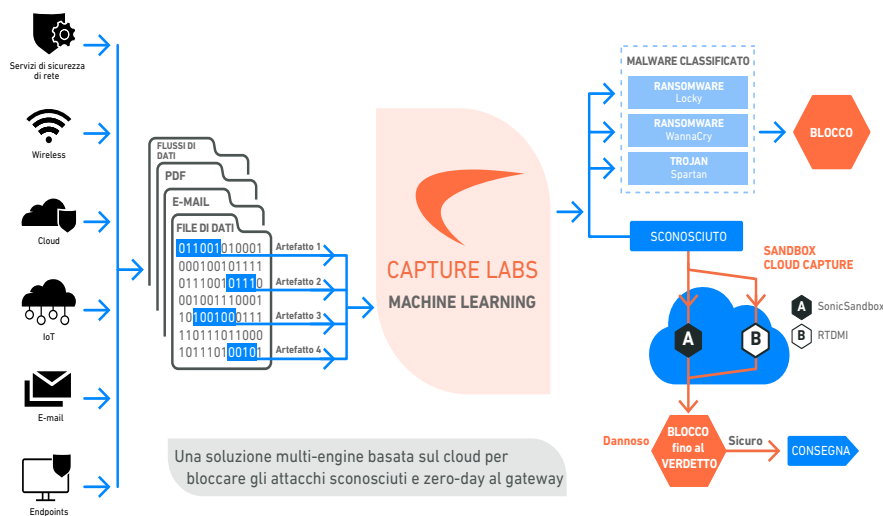 Servizi di sicurezza
di rete
Wireless
Cloud
IoT
E-mail
Endpoints
FLUSSI DI
DATI
PDF
E-MAIL
FILE DI DATI
011001010001
000100101111
011100101110
001001110001
101001000111
110111011000
101110100101
Artefatto 1
Artefatto 2
Artefatto 3
Artefatto 4
CAPTURE LABS
MACHINE LEARNING
Una soluzione multi-engine basata sul cloud per
bloccare gli attacchi sconosciuti e zero-day al gateway
MALWARE CLASSIFICATO
RANSOMWARE
Locky
RANSOMWARE
WannaCry
TROJAN
Spartan
BLOCCO
SCONOSCIUTO
SANDBOX
CLOUD CAPTURE
A SonicSandbox
B RTDMI
A
B
Dannoso
BLOCCO
fino al
VERDETTO
Sicuro
CONSEGNA